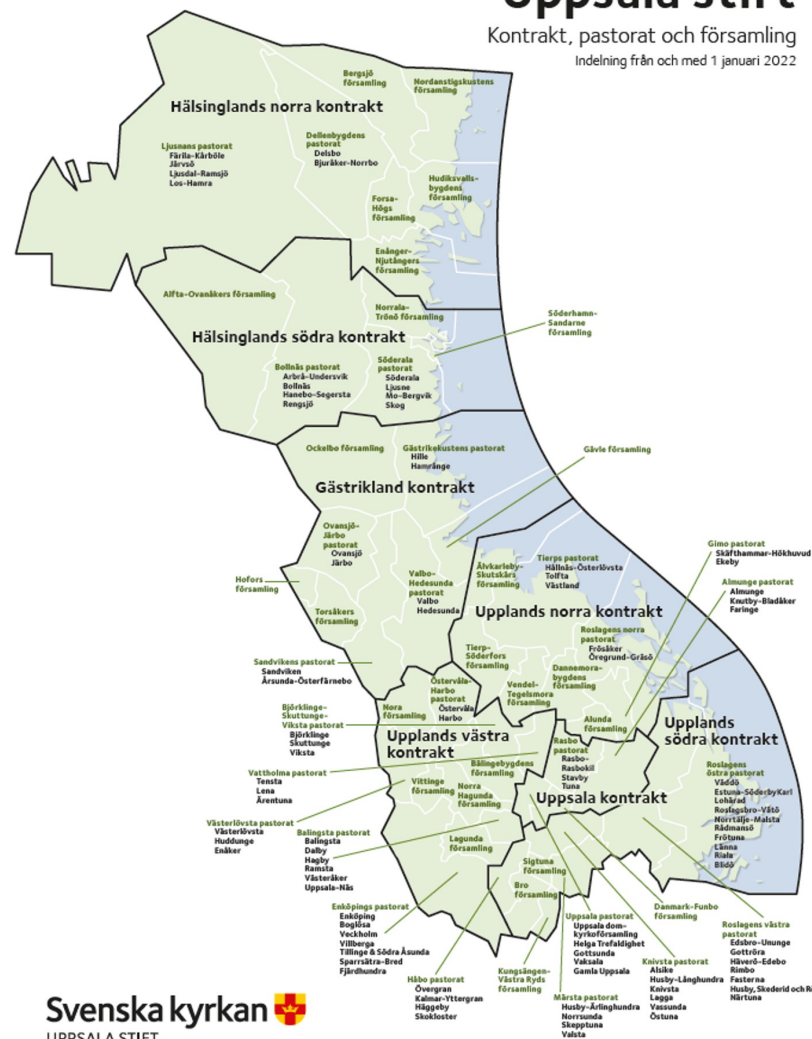 Uppsala stift
Kontrakt, pastorat och församling
Indelning från och med 1 januari 2022
Bergsjö
församling
Nordanstigskustens
församling
Hälsinglands norra kontrakt
Ljusnans pastorat
Färila-Kårböle
Järvsö
Ljusdal-Ramsjö
Los-Hamra
Dellenbygdens
pastorat
Delsbo
Bjuråker-Norrbo
Hudiksvalls-
bygdens
församling
Forsa-
Högs
församling
Enånger-
Njutångers
församling
Alfta-Ovanåkers församling
Norrala-
Trönö församling
Söderhamn-
Sandarne
församling
Hälsinglands södra kontrakt
Bollnäs pastorat
Arbrå-Undersvik
Bollnäs
Hanebo-Segersta
Rengsjö
Söderala
pastorat
Söderala
Ljusne
Mo-Bergvik
Skog
Ockelbo församling
Gästrikekustens pastorat
Hille
Hamrånge
Gävle församling
Gästrikland kontrakt
Ovansjö-
Järbo
pastorat
Ovansjö
Järbo
Hofors
församling
Torsåkers
församling
Valbo-
Hedesunda
pastorat
Valbo
Hedesunda
Sandvikens pastorat
Sandviken
Årsunda-Österfärnebo
Älvkarleby-
Skutskärs
församling
Tierps pastorat
Hållnäs-Österlövsta
Tolfta
Västland
Gimo pastorat
Skäfthammar-Hökhuvud
Ekeby
Almunge pastorat
Almunge
Knutby-Bladåker
Faringe
Upplands norra kontrakt
Roslagens norra
pastorat
Frösåker
Öregrund-Gräsö
Tierp-
Söderfors
församling
Dannemora-
bygdens
församling
Vendel-
Tegelsmora
församling
Alunda
församling
Östervåla-
Harbo
pastorat
Östervåla
Harbo
Nora
församling
Björklinge-
Skuttunge-
Viksta pastorat
Björklinge
Skuttunge
Viksta
Upplands västra
kontrakt
Bälingebygdens
församling
Vattholma pastorat
Tensta
Lena
Ärentuna
Vittinge
församling
Norra
Hagunda
församling
Rasbo
pastorat
Rasbo-
Rasbokil
Stavby
Tuna
Uppsala kontrakt
Upplands
södra kontrakt
Roslagens
östra pastorat
Väddö
Estuna-SöderbyKarl
Lohärad
Roslagsbro-Vätö
Norrtälje-Malsta
Rådmansö
Frötuna
Länna
Riala
Blidö
Västerlövsta pastorat
Västerlövsta
Huddunge
Enåker
Balingsta pastorat
Balingsta
Dalby
Hagby
Ramsta
Västeråker
Uppsala-Näs
Lagunda
församling
Sigtuna
församling
Bro
församling
Enköpings pastorat
Enköping
Boglösa
Veckholm
Villberga
Tillinge & Södra Åsunda
Sparrsätra-Bred
Fjärdhundra
Håbo pastorat
Övergran
Kalmar-Yttergran
Häggeby
Skokloster
Kungsängen-
Västra Ryds
församling
Uppsala pastorat
Uppsala dom-
kyrkoförsamling
Helga Trefaldighet
Gottsunda
Vaksala
Gamla Uppsala
Märsta pastorat
Husby-Ärlinghundra
Norrsunda
Skepptuna
Valsta
Danmark-Funbo
församling
Knivsta pastorat
Alsike
Husby-Långhundra
Knivsta
Lagga
Vassunda
Östuna
Roslagens västra
pastorat
Edsbro-Ununge
Gottröra
Häverö-Edebo
Rimbo
Fasterna
Husby, Skederid och
Närtuna
Svenska kyrkan
UPPSALA STIFT